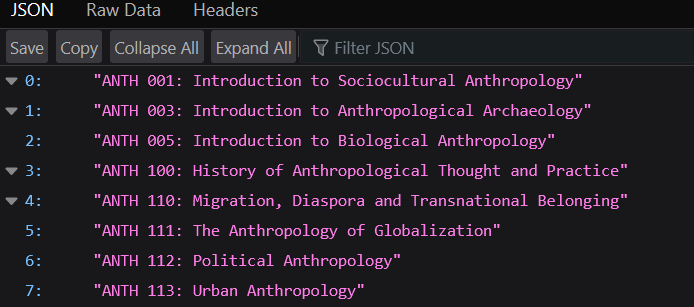 JSON Raw Data Headers
Save Copy Collapse All Expand All Filter JSON
0: "ANTH 001: Introduction to Sociocultural Anthropology"
1: "ANTH 003: Introduction to Anthropological Archaeology"
2: "ANTH 005: Introduction to Biological Anthropology"
3: "ANTH 100: History of Anthropological Thought and Practice"
4: "ANTH 110: Migration, Diaspora and Transnational Belonging"
5: "ANTH 111: The Anthropology of Globalization"
6: "ANTH 112: Political Anthropology"
7: "ANTH 113: Urban Anthropology"